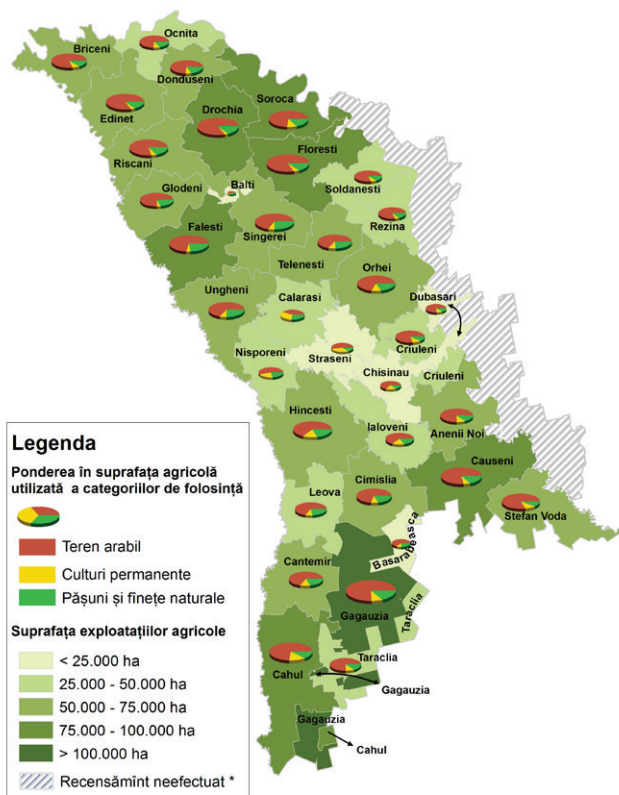 Ocnita
Briceni
Donduseni
Edinet
Drochia
Soroca
Floresti
Riscani
Glodeni
Balti
Soldanesti
Rezina
Falesti
Singerei
Telenesti
Orhei
Ungheni
Calarasi
Dubasari
Nisporeni
Straseni
Criuleni
Chisinau
Criuleni
Hincesti
Ialoveni
Anenii Noi
Causeni
Leova
Cimislia
Stefan Voda
Basarabeasca
Cantemir
Gagauzia
Taraclia
Taraclia
Cahul
Gagauzia
Gagauzia
Cahul
Legenda
Ponderea în suprafața agricolă
utilizată a categoriilor de folosință
Teren arabil
Culturi permanente
Pășuni și fînețe naturale
Suprafața exploatațiilor agricole
< 25.000 ha
25.000 - 50.000 ha
50.000 - 75.000 ha
75.000 - 100.000 ha
> 100.000 ha
Recensămînt neefectuat *